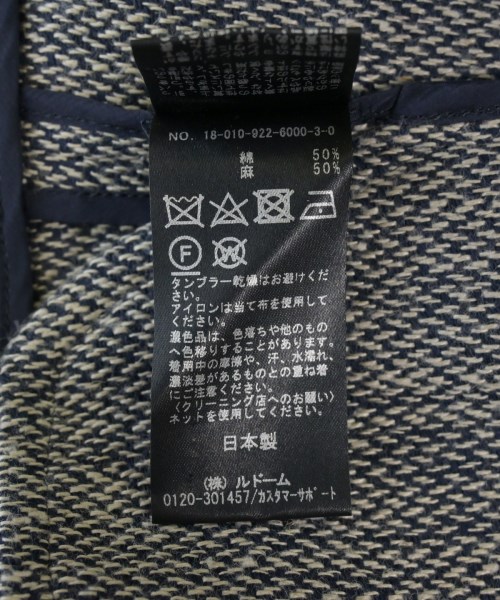 NO. 18-010-922-6000-3-0
綿 50%
麻 50%
F W
タンブラー乾燥はお避けくだ
さい。
アイロンは当て布を使用して
ください。
濃色品は、色落ちや他のもの
へ色移りすることがあります。
着用中の摩擦や、汗、水濡れ、
濃淡差があるものとの重ね着
にご注意ください。
〈クリーニング店へのお願い〉
ネットを使用してください。
日本製
(株) ルドーム
0120-301457/カスタマーサポート